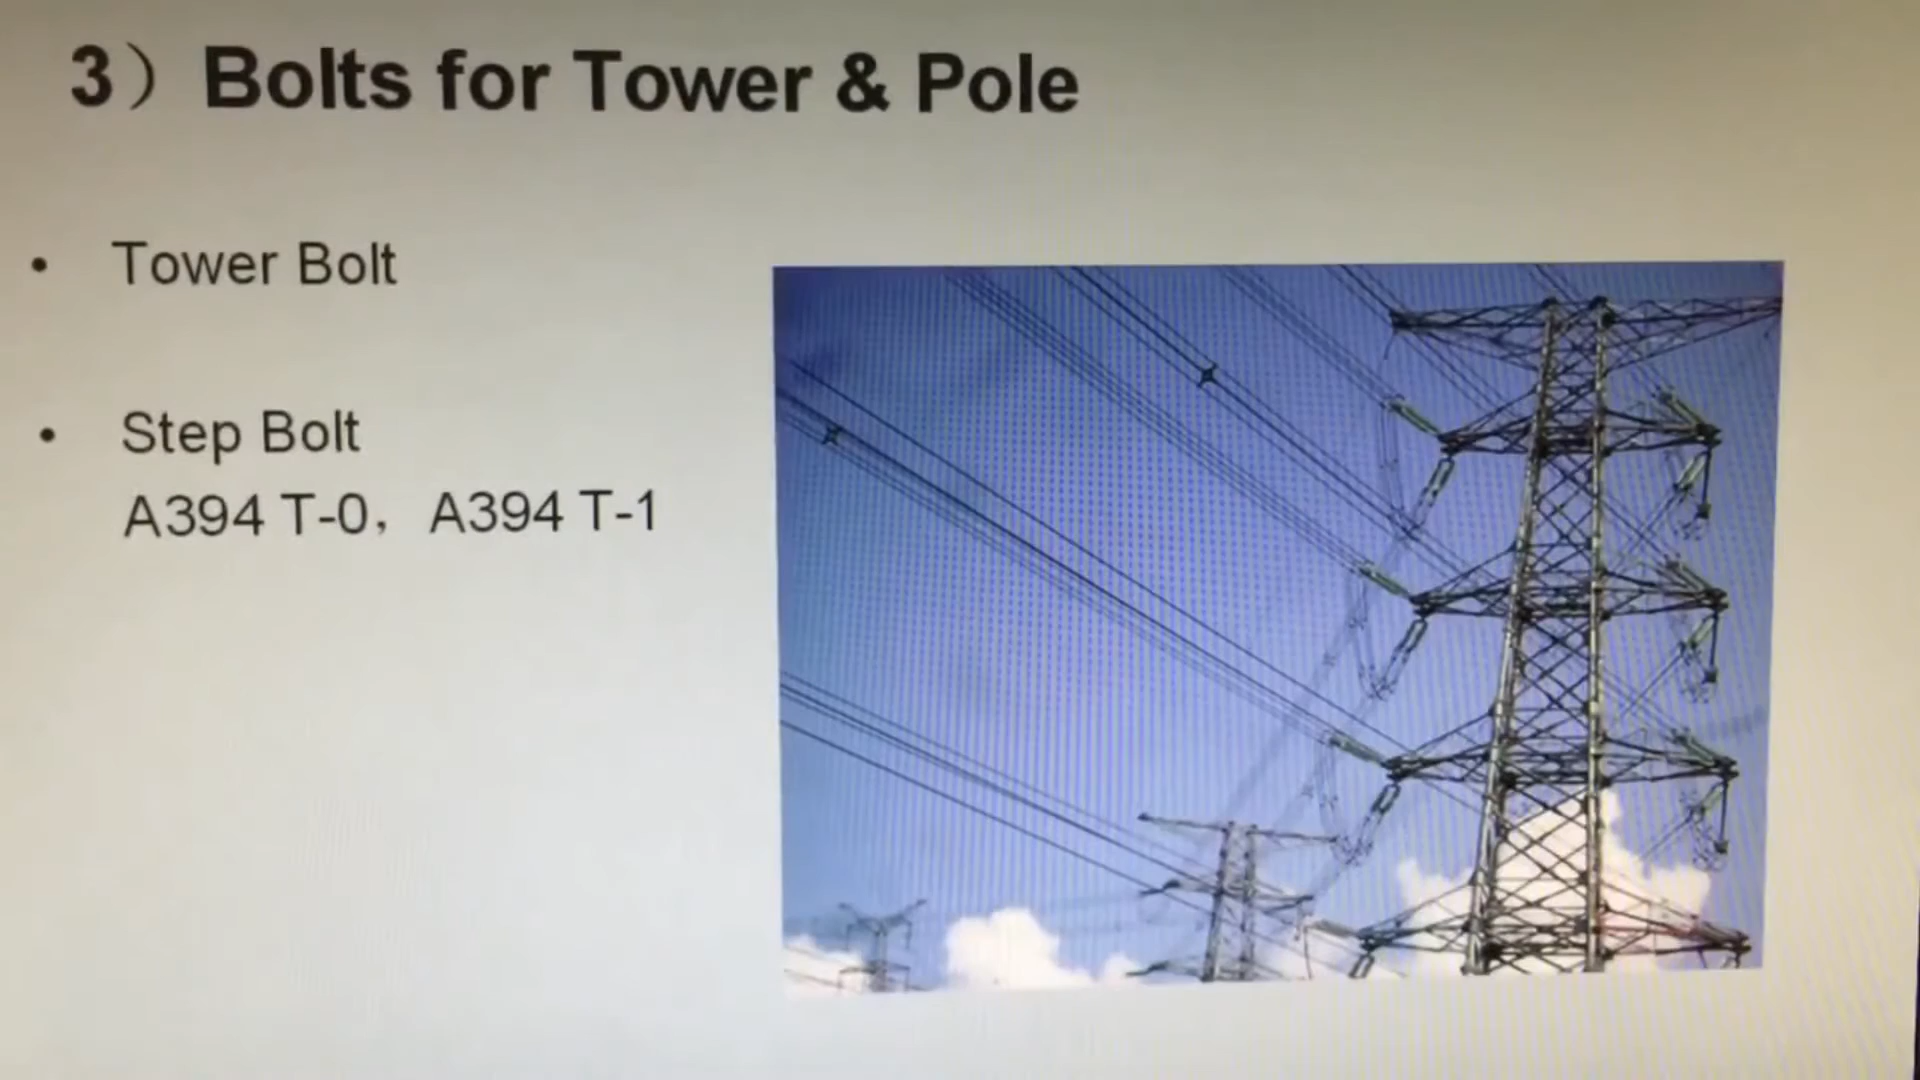 3）Bolts for Tower & Pole
• Tower Bolt
• Step Bolt
A394 T-0，A394 T-1